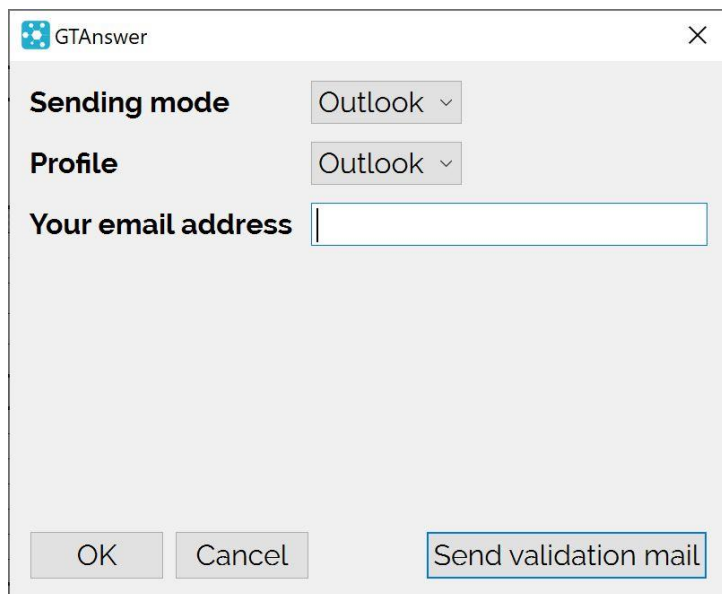 GTAnswer
Sending mode Outlook
Profile Outlook
Your email address
OK Cancel Send validation mail